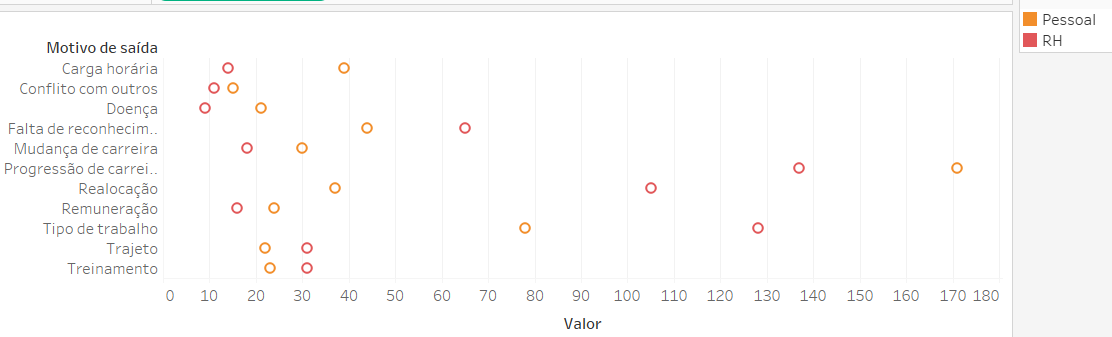 Pessoal
RH
Motivo de saída
Carga horária
Conflito com outros
Doença
Falta de reconhecim..
Mudança de carreira
Progressão de carrei..
Realocação
Remuneração
Tipo de trabalho
Trajeto
Treinamento
0 10 20 30 40 50 60 70 80 90 100 110 120 130 140 150 160 170 180
Valor